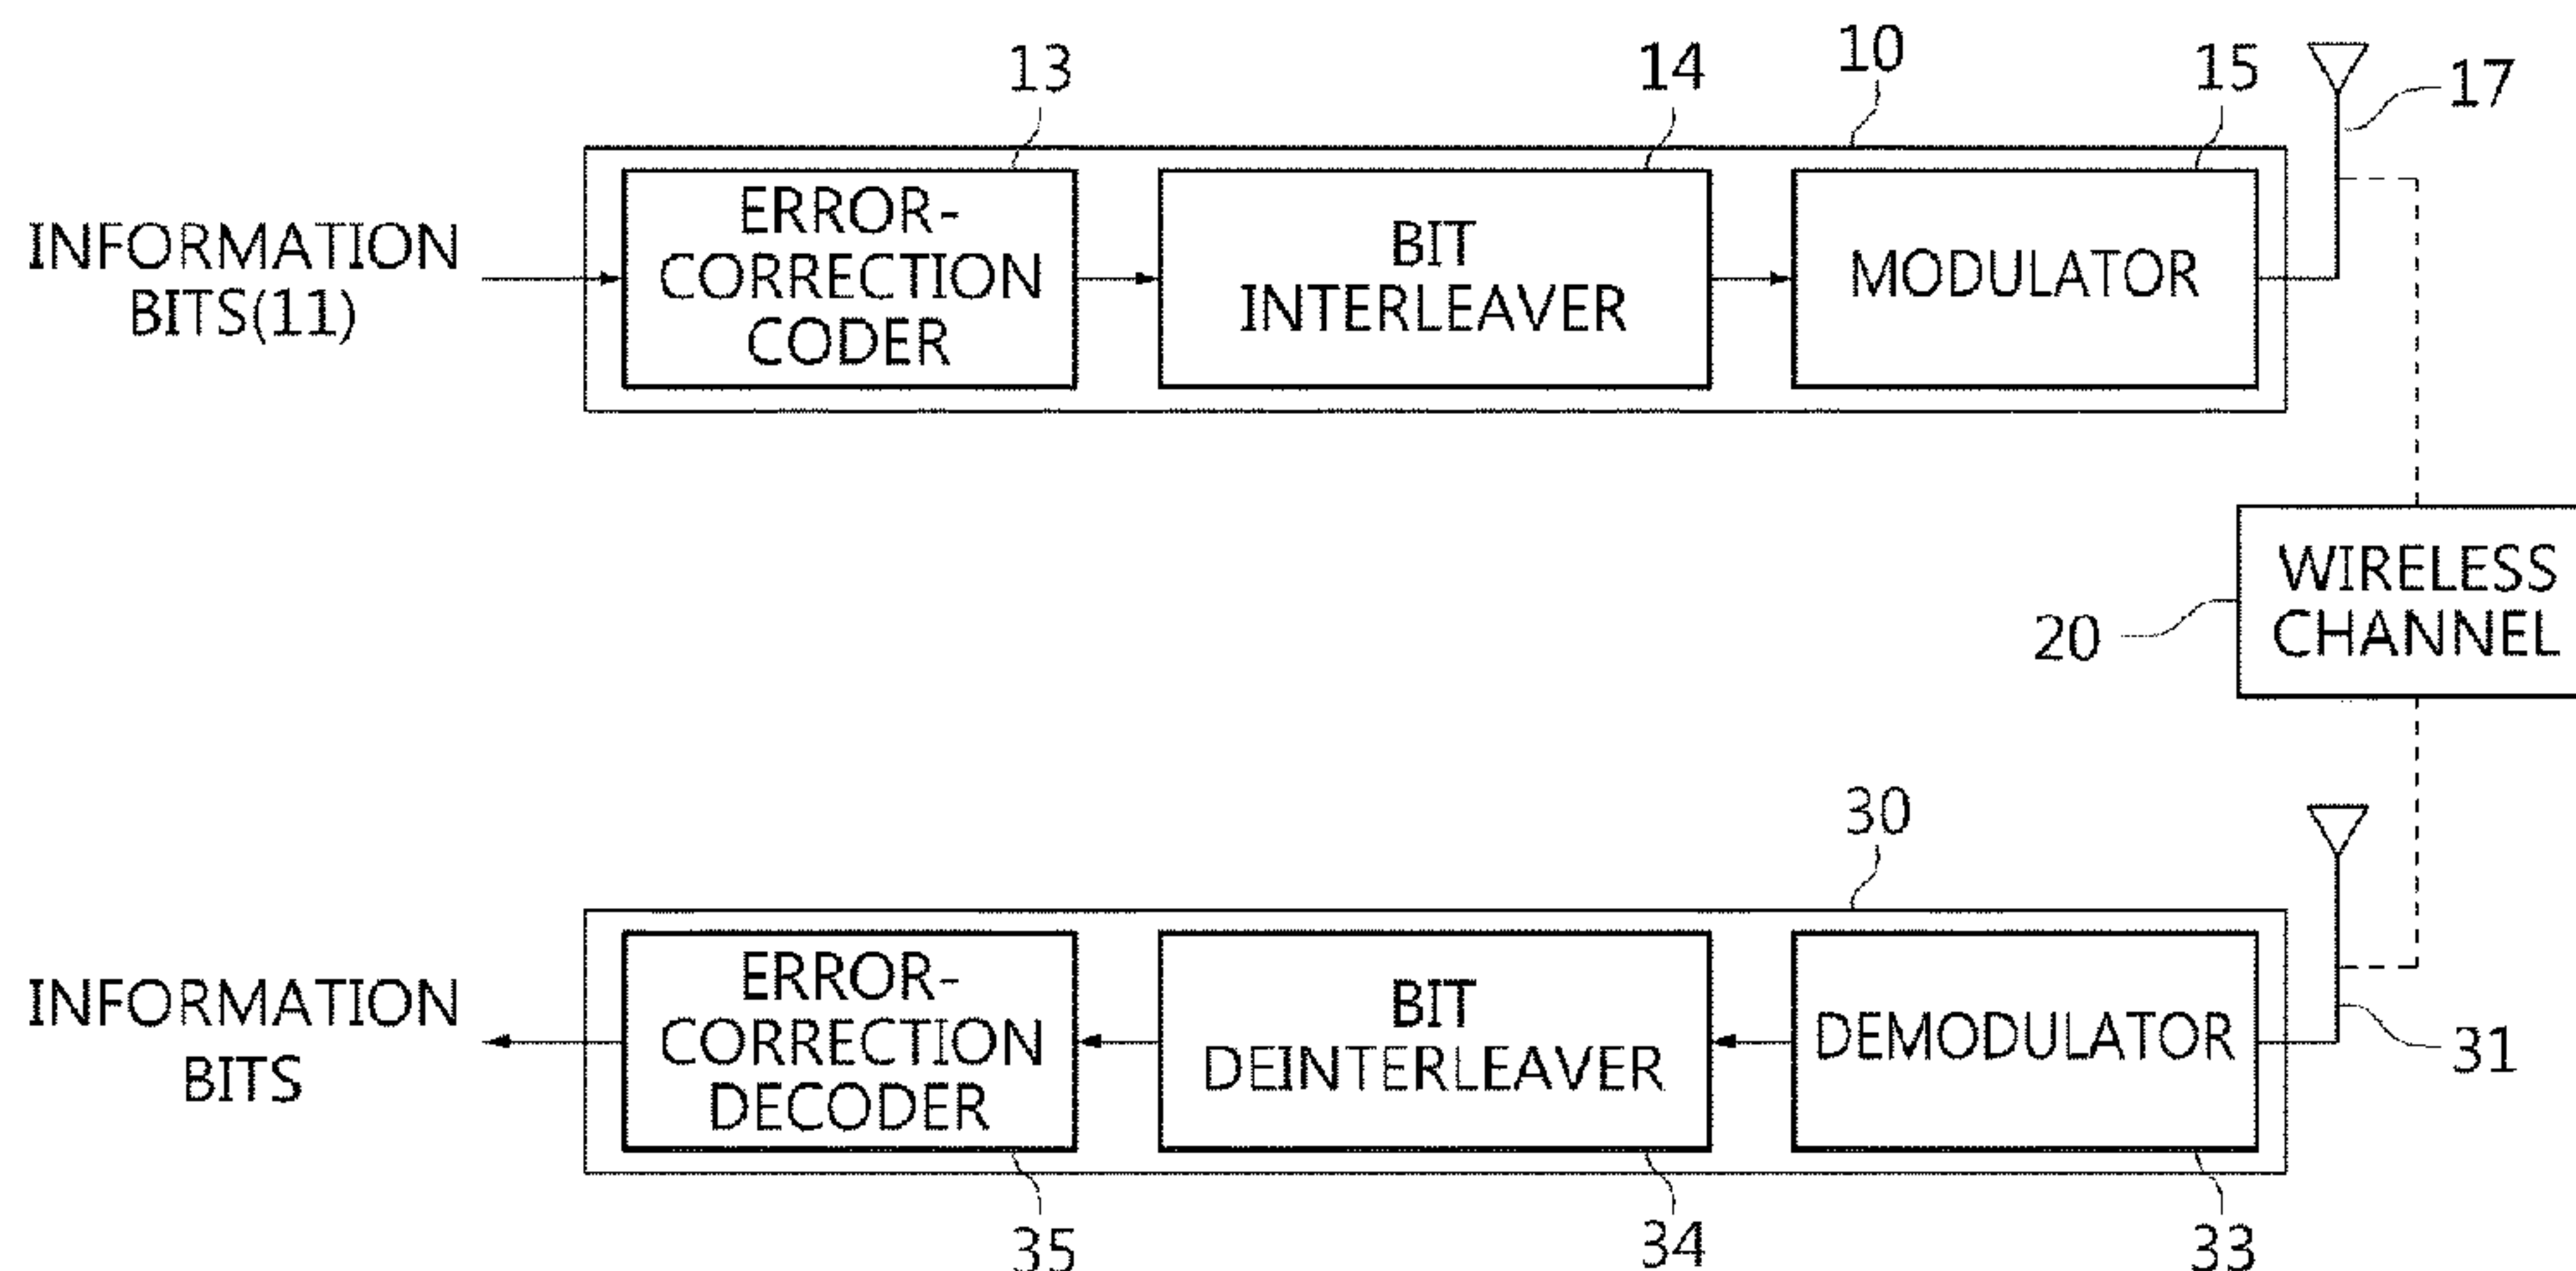 10
13
14
15
17
ERROR-
CORRECTION
CODER
BIT
INTERLEAVER
MODULATOR
INFORMATION
BITS(11)
WIRELESS
CHANNEL
20
30
ERROR-
CORRECTION
DECODER
BIT
DEINTERLEAVER
DEMODULATOR
INFORMATION
BITS
31
35
34
33